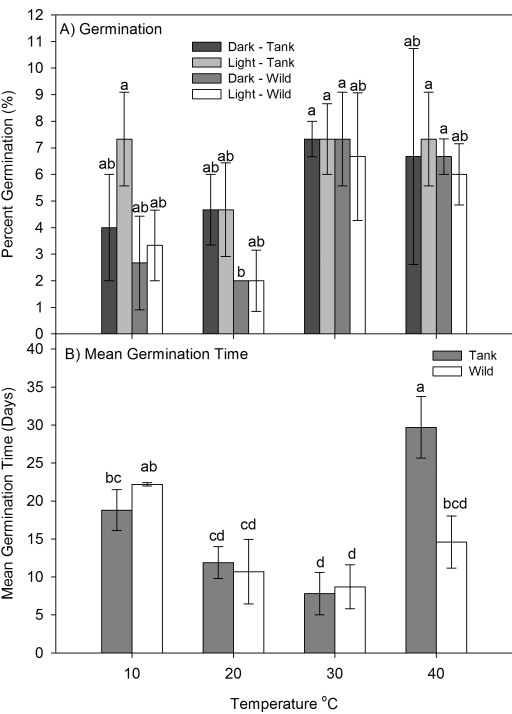 A) Germination
Dark - Tank
Light - Tank
Dark - Wild
Light - Wild
Percent Germination (%)
12
11
10
9
8
7
6
5
4
3
2
1
0
ab
a
ab
ab
ab
ab
b
ab
a
a
a
ab
ab
a
a
ab
B) Mean Germination Time
Tank
Wild
Mean Germination Time (Days)
40
35
30
25
20
15
10
5
0
bc
ab
cd
cd
d
d
a
bcd
10
20
30
40
Temperature °C